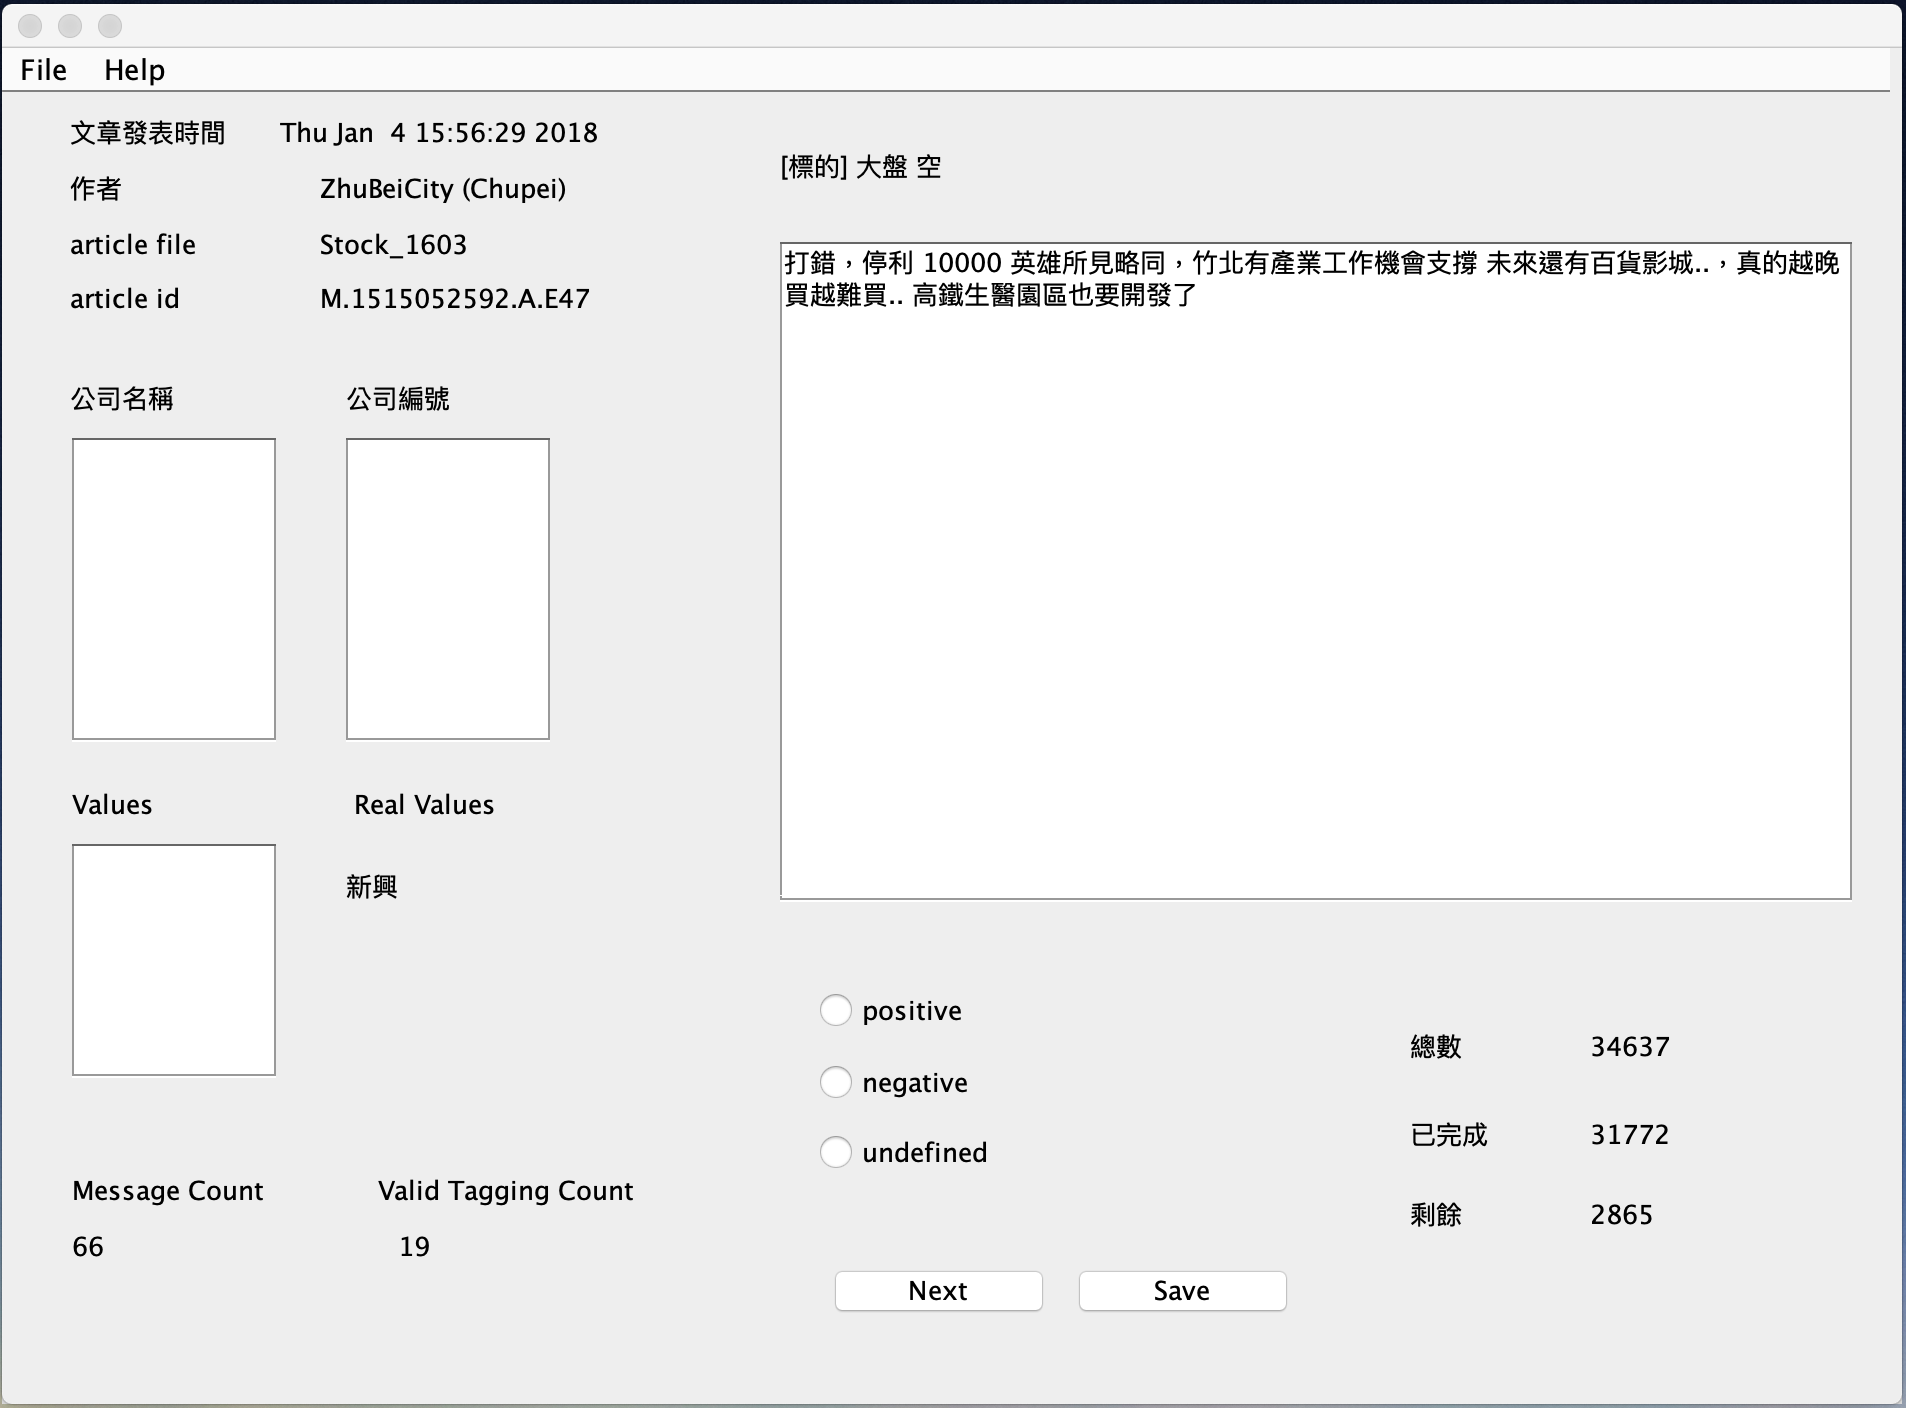 File Help
文章發表時間 Thu Jan  4 15:56:29 2018
作者 ZhuBeiCity (Chupei)
article file Stock_1603
article id M.1515052592.A.E47
公司名稱 公司編號
Values Real Values
新興
Message Count Valid Tagging Count
66 19
[標的] 大盤 空
打錯，停利 10000 英雄所見略同，竹北有產業工作機會支撐 未來還有百貨影城..，真的越晚
買越難買.. 高鐵生醫園區也要開發了
positive
negative
undefined
總數 34637
已完成 31772
剩餘 2865
Next Save